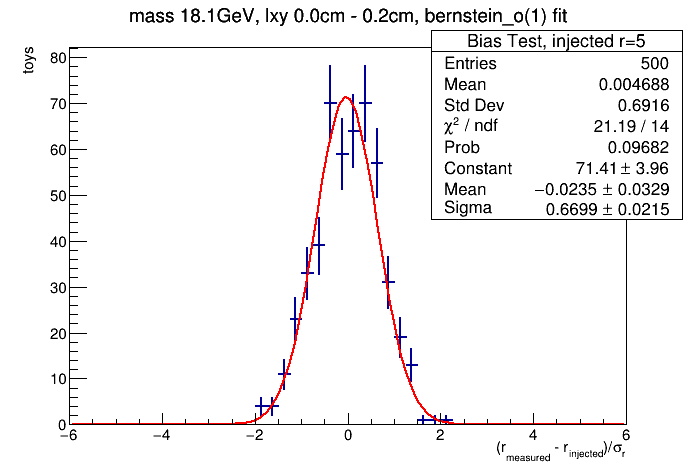 mass 18.1GeV, lxy 0.0cm - 0.2cm, bernstein_o(1) fit
toys
Bias Test, injected r=5
Entries 500
Mean 0.004688
Std Dev 0.6916
χ² / ndf 21.19 / 14
Prob 0.09682
Constant 71.41 ± 3.96
Mean −0.0235 ± 0.0329
Sigma 0.6699 ± 0.0215
80
70
60
50
40
30
20
10
0
−6 −4 −2 0 2 4 6
(r_measured - r_injected)/σ_r